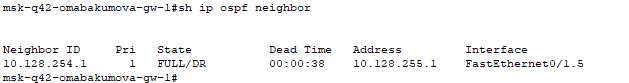 msk-q42-omabakumova-gw-1#sh ip ospf neighbor
Neighbor ID     Pri   State           Dead Time   Address         Interface
10.128.254.1      1   FULL/DR         00:00:38    10.128.255.1    FastEthernet0/1.5
msk-q42-omabakumova-gw-1#